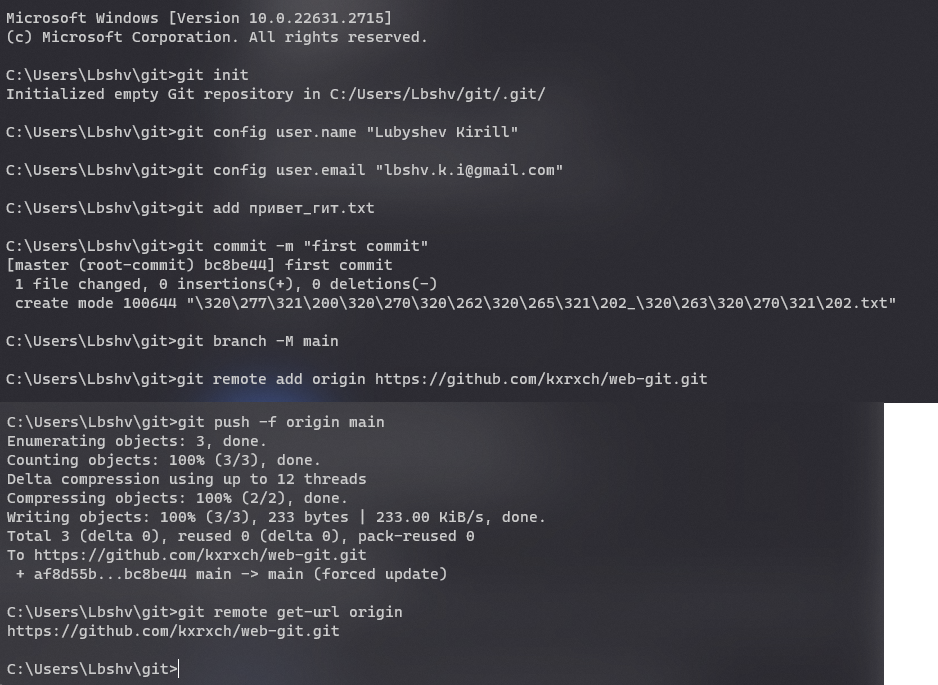 Microsoft Windows [Version 10.0.22631.2715]
(c) Microsoft Corporation. All rights reserved.
C:\Users\Lbshv\git>git init
Initialized empty Git repository in C:/Users/Lbshv/git/.git/
C:\Users\Lbshv\git>git config user.name "Lubyshev Kirill"
C:\Users\Lbshv\git>git config user.email "lbshv.k.i@gmail.com"
C:\Users\Lbshv\git>git add привет_гит.txt
C:\Users\Lbshv\git>git commit -m "first commit"
[master (root-commit) bc8be44] first commit
 1 file changed, 0 insertions(+), 0 deletions(-)
 create mode 100644 "\320\277\321\200\320\270\320\262\320\265\321\202_\320\263\320\270\321\202.txt"
C:\Users\Lbshv\git>git branch -M main
C:\Users\Lbshv\git>git remote add origin https://github.com/kxrxch/web-git.git
C:\Users\Lbshv\git>git push -f origin main
Enumerating objects: 3, done.
Counting objects: 100% (3/3), done.
Delta compression using up to 12 threads
Compressing objects: 100% (2/2), done.
Writing objects: 100% (3/3), 233 bytes | 233.00 KiB/s, done.
Total 3 (delta 0), reused 0 (delta 0), pack-reused 0
To https://github.com/kxrxch/web-git.git
 + af8d55b...bc8be44 main -> main (forced update)
C:\Users\Lbshv\git>git remote get-url origin
https://github.com/kxrxch/web-git.git
C:\Users\Lbshv\git>